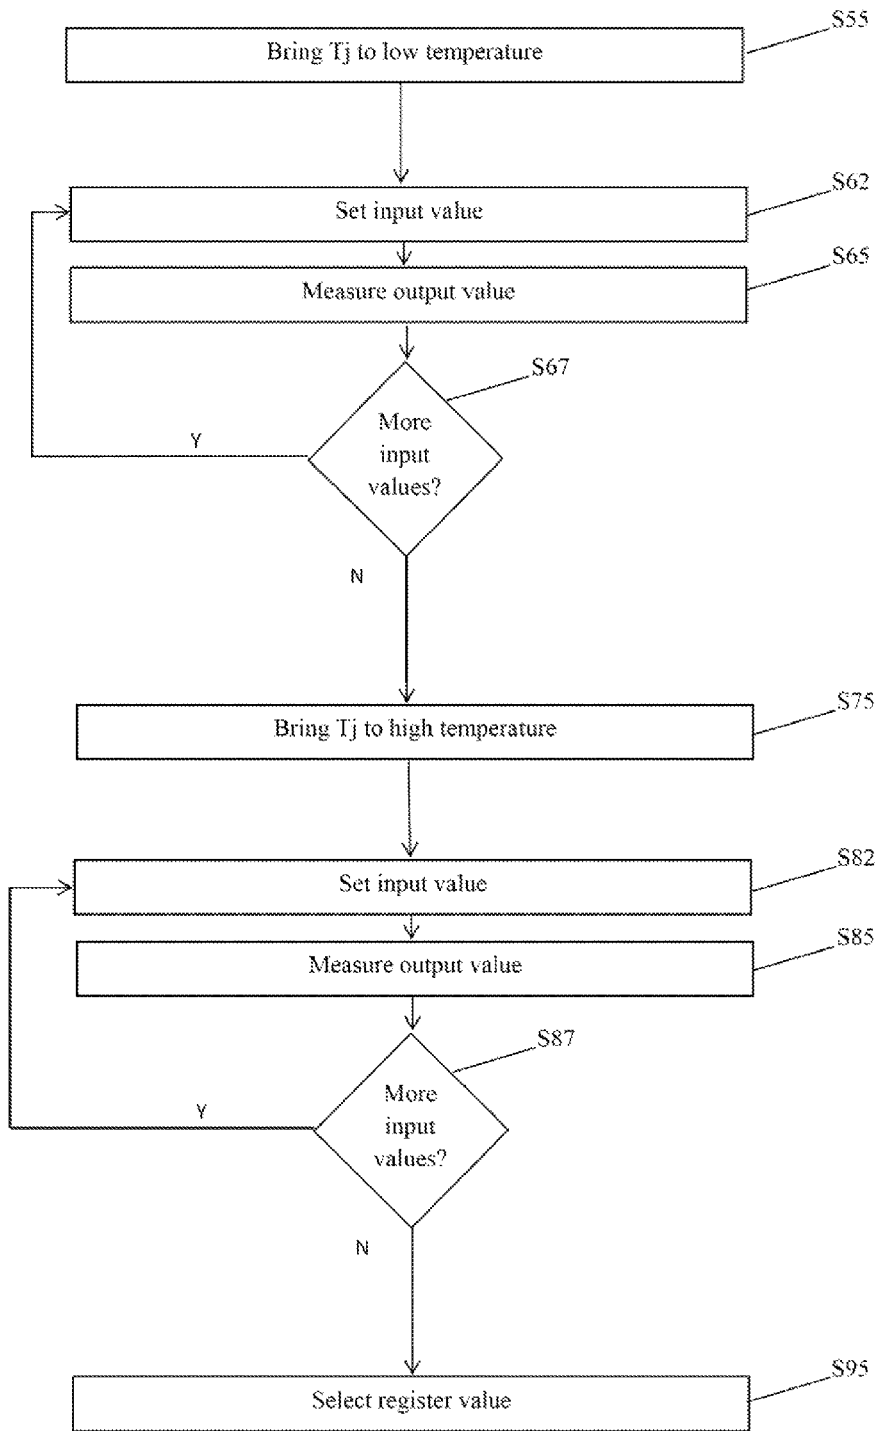 S55
Bring Tj to low temperature
S62
Set input value
S65
Measure output value
S67
More
input
values?
Y
N
S75
Bring Tj to high temperature
S82
Set input value
S85
Measure output value
S87
More
input
values?
Y
N
S95
Select register value